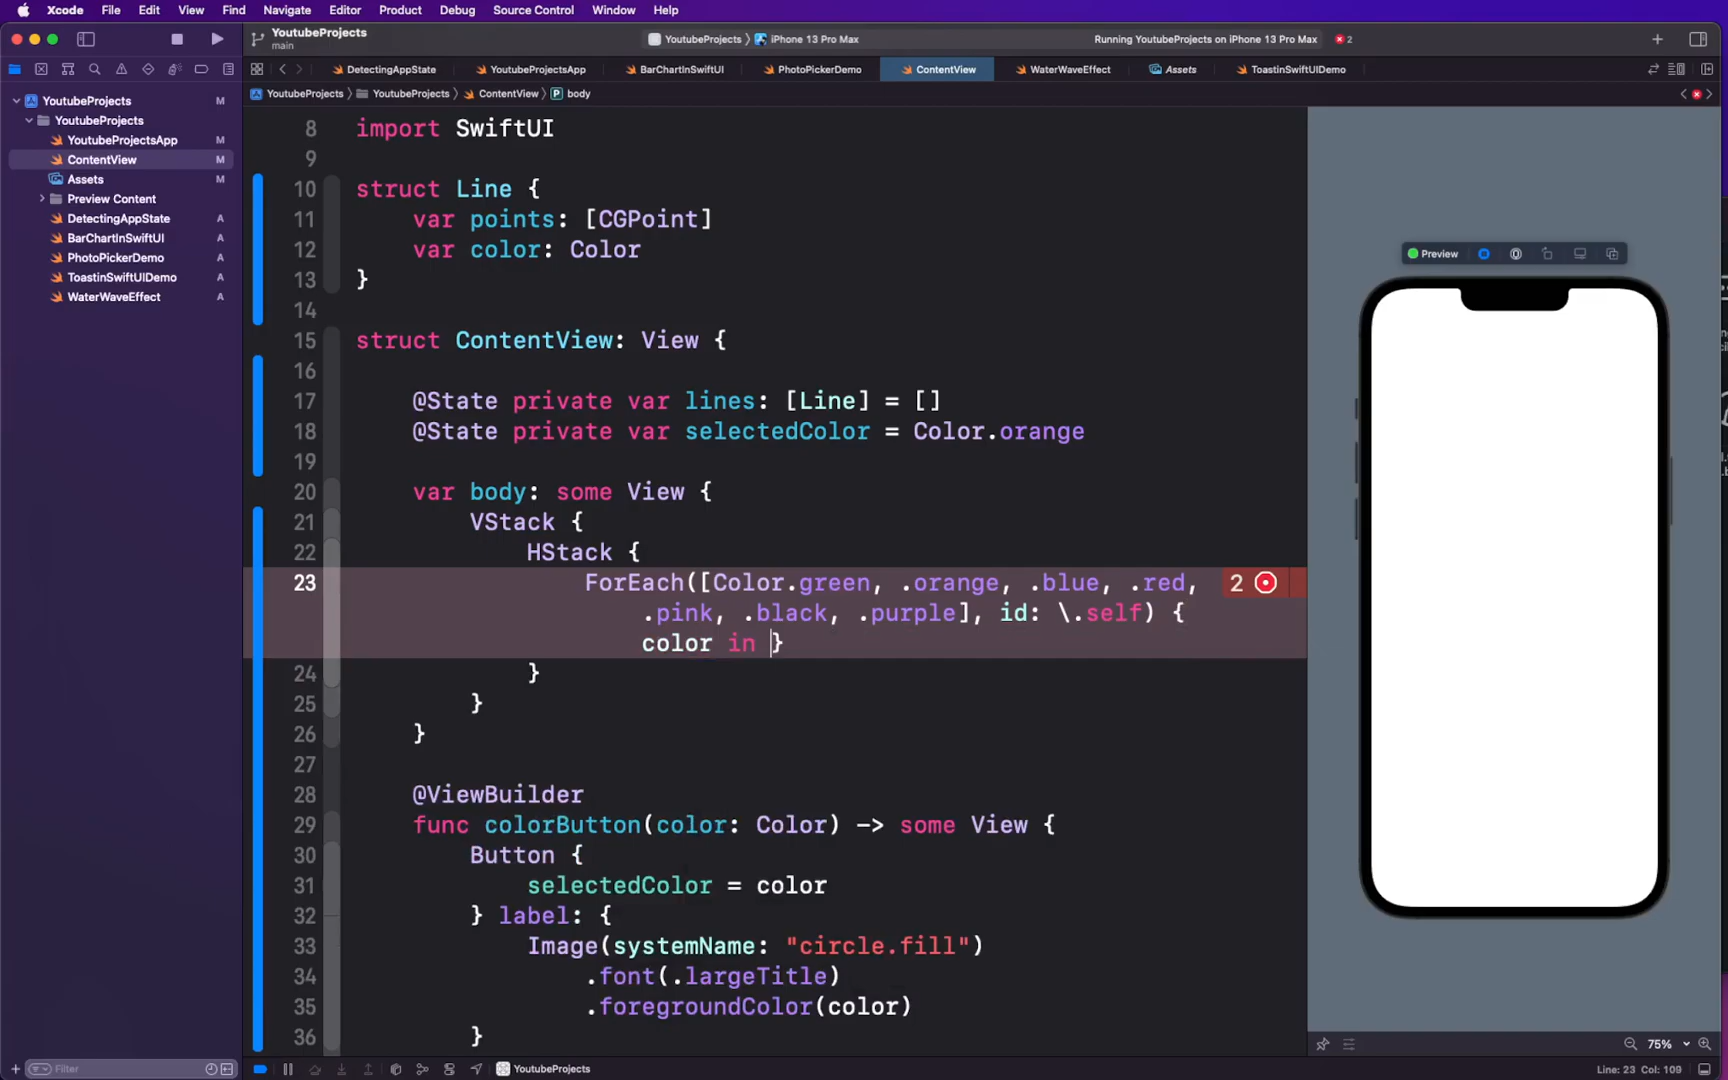 Xcode File Edit View Find Navigate Editor Product Debug Source Control Window Help
YoutubeProjects
main
YoutubeProjects iPhone 13 Pro Max
Running YoutubeProjects on iPhone 13 Pro Max 2
DetectingAppState YoutubeProjectsApp BarChartInSwiftUI PhotoPickerDemo ContentView WaterWaveEffect Assets ToastinSwiftUIDemo
YoutubeProjects YoutubeProjects ContentView P body
YoutubeProjects M
YoutubeProjects
YoutubeProjectsApp M
ContentView M
Assets M
Preview Content
DetectingAppState A
BarChartInSwiftUI A
PhotoPickerDemo A
ToastinSwiftUIDemo A
WaterWaveEffect A
8 import SwiftUI
9
10 struct Line {
11 var points: [CGPoint]
12 var color: Color
13 }
14
15 struct ContentView: View {
16
17 @State private var lines: [Line] = []
18 @State private var selectedColor = Color.orange
19
20 var body: some View {
21 VStack {
22 HStack {
23 ForEach([Color.green, .orange, .blue, .red, 2
.pink, .black, .purple], id: \.self) {
color in }
24 }
25 }
26 }
27
28 @ViewBuilder
29 func colorButton(color: Color) -> some View {
30 Button {
31 selectedColor = color
32 } label: {
33 Image(systemName: "circle.fill")
34 .font(.largeTitle)
35 .foregroundColor(color)
36 }
Preview
75%
Filter
YoutubeProjects
Line: 23 Col: 109